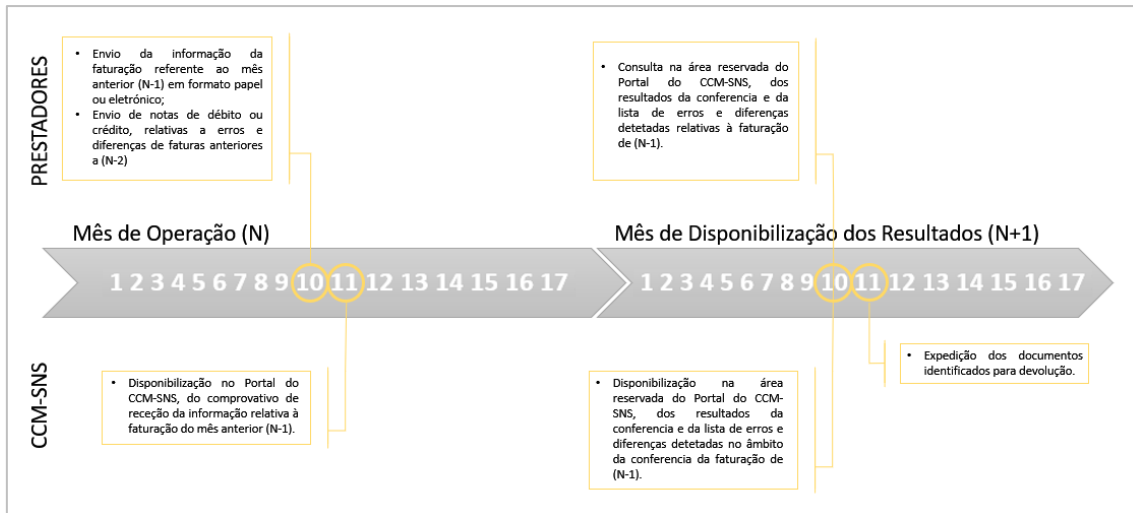 PRESTADORES
• Envio da informação da
faturação referente ao mês
anterior (N-1) em formato papel
ou eletrónico;
• Envio de notas de débito ou
crédito, relativas a erros e
diferenças de faturas anteriores
a (N-2)
• Consulta na área reservada do
Portal do CCM-SNS, dos
resultados da conferencia e da
lista de erros e diferenças
detetadas relativas à faturação
de (N-1).
Mês de Operação (N)
Mês de Disponibilização dos Resultados (N+1)
1 2 3 4 5 6 7 8 9 10 11 12 13 14 15 16 17
1 2 3 4 5 6 7 8 9 10 11 12 13 14 15 16 17
CCM-SNS
• Disponibilização no Portal do
CCM-SNS, do comprovativo de
receção da informação relativa à
faturação do mês anterior (N-1).
• Disponibilização na área
reservada do Portal do CCM-
SNS, dos resultados da
conferencia e da lista de erros e
diferenças detetadas no âmbito
da conferencia da faturação de
(N-1).
• Expedição dos documentos
identificados para devolução.